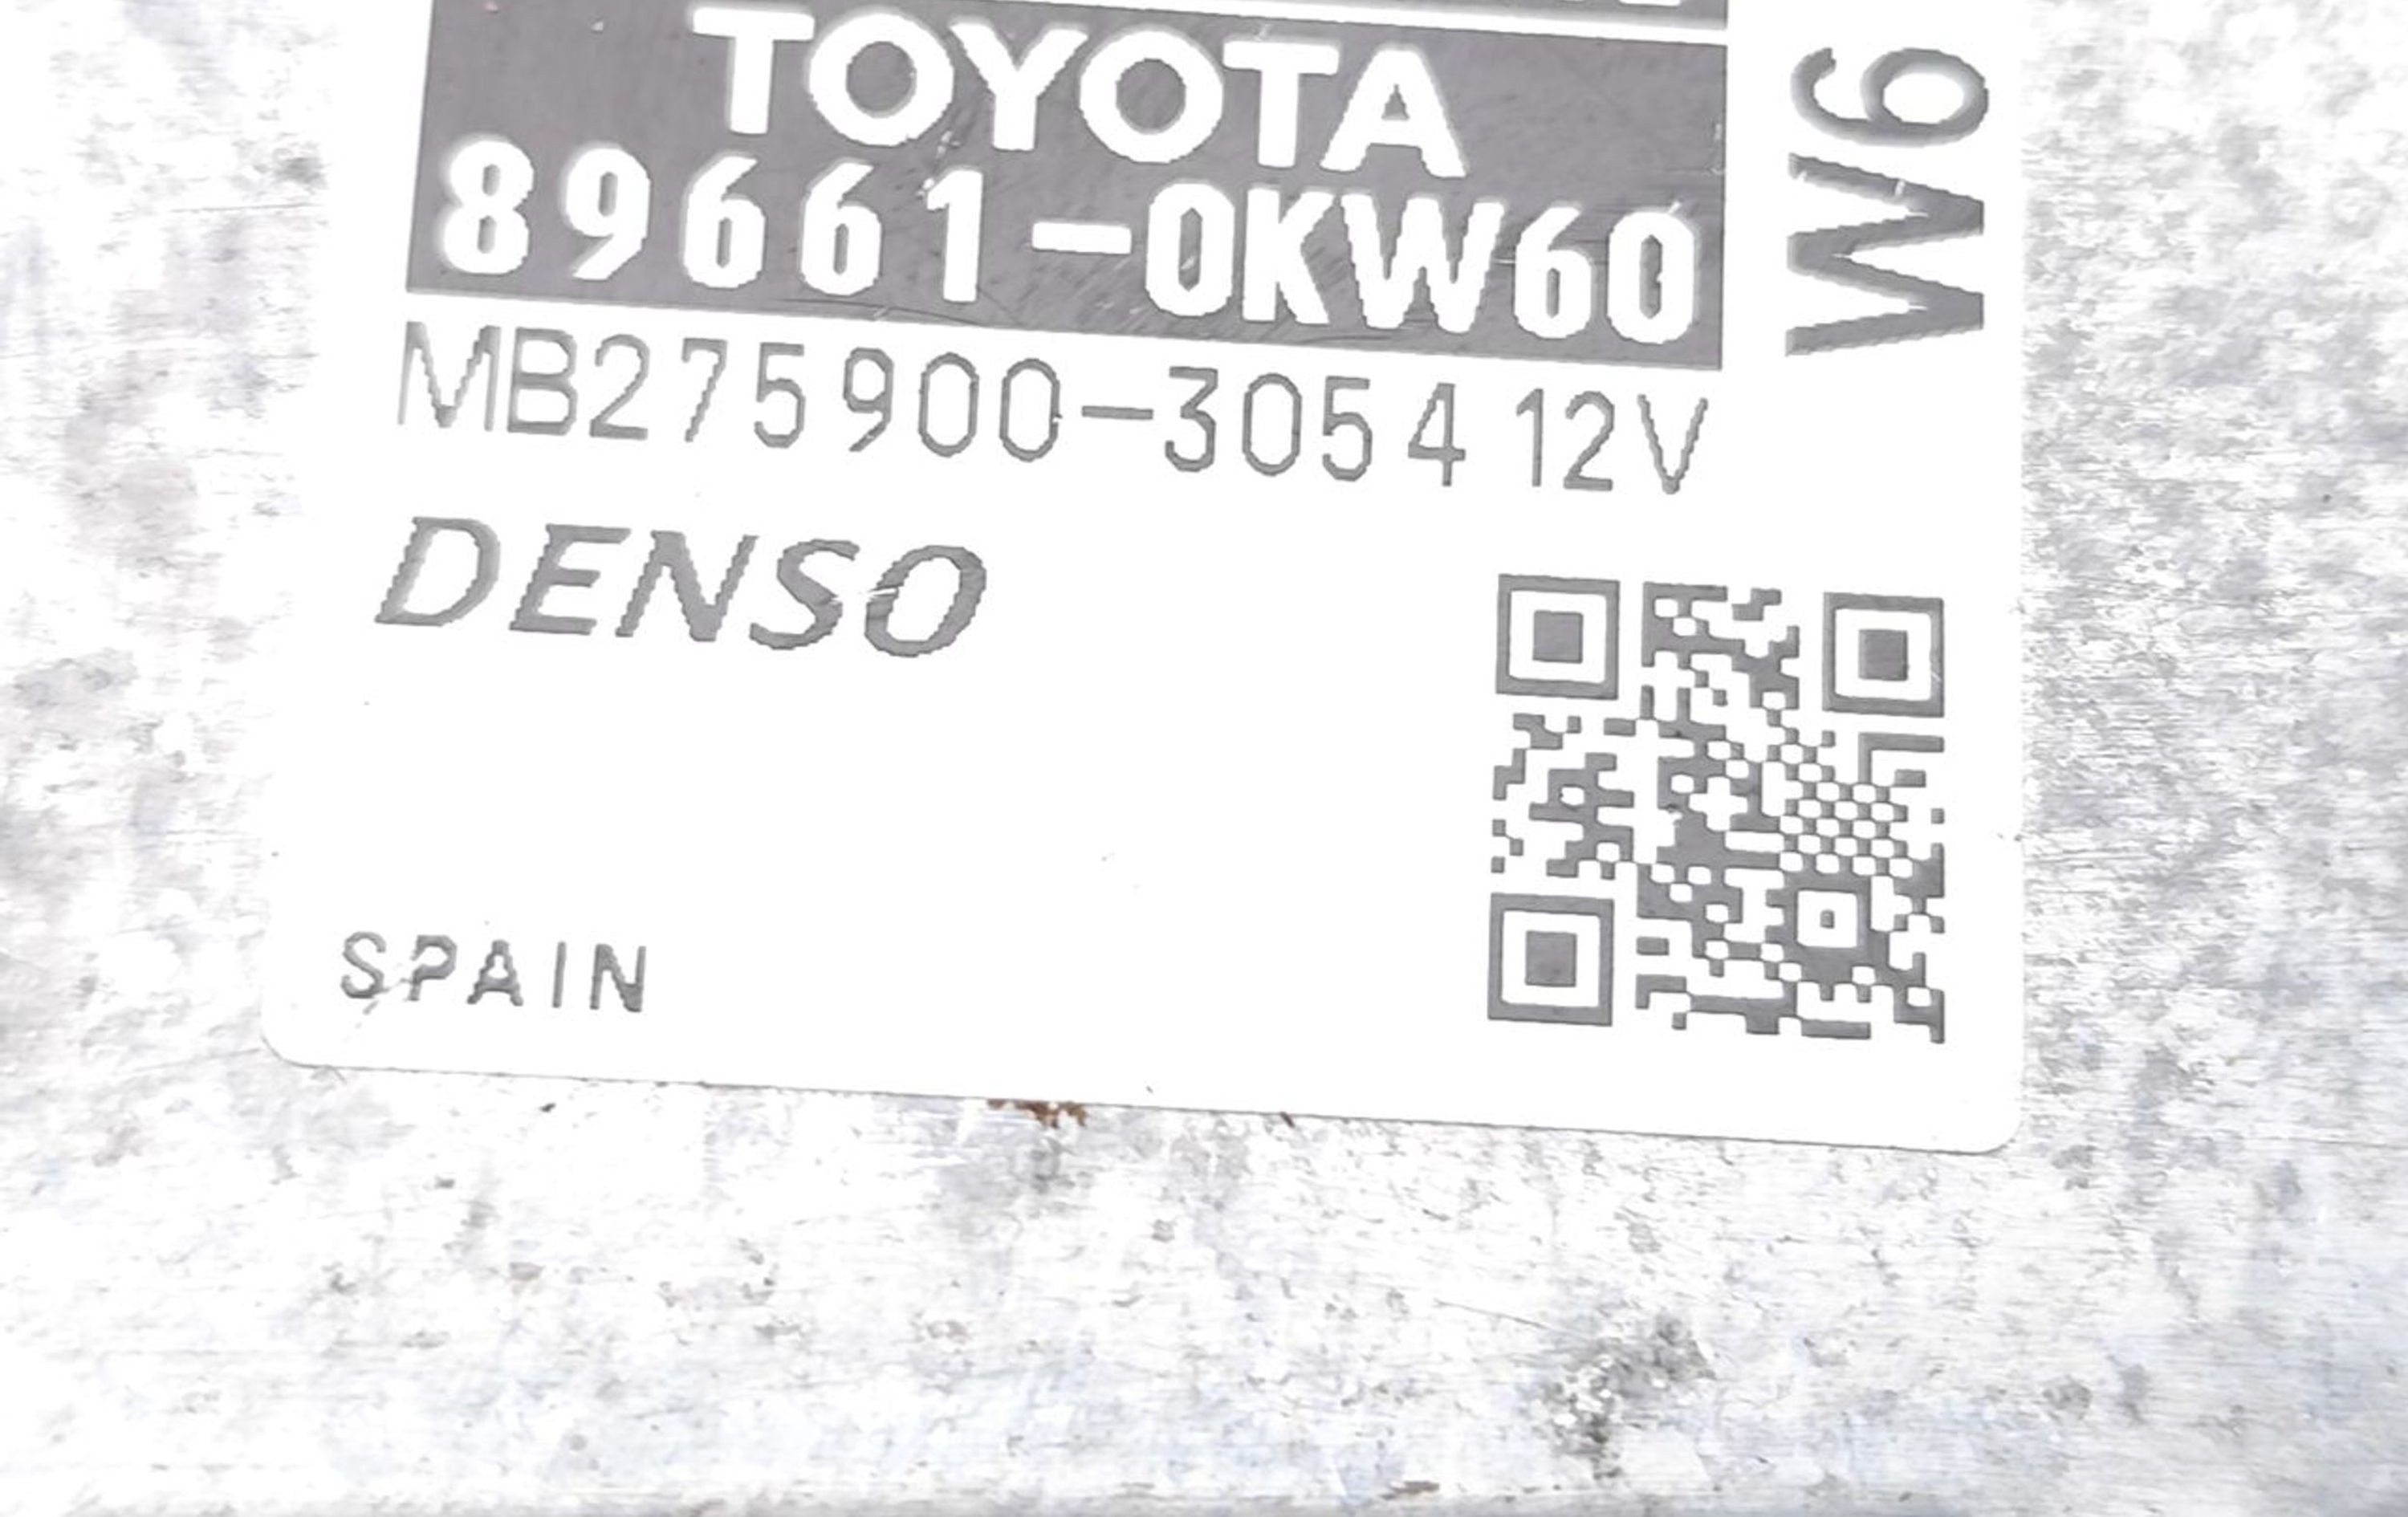 TOYOTA
89661-0KW60
W6
MB275900-3054 12V
DENSO
SPAIN